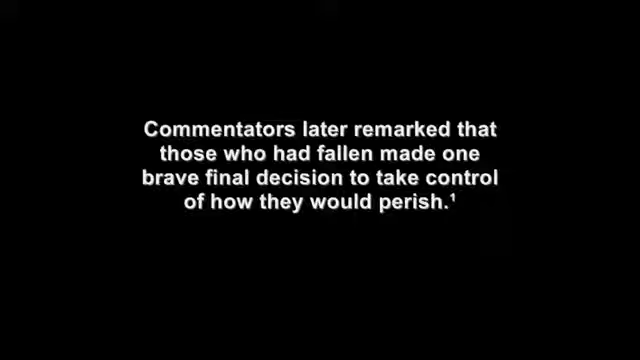 Commentators later remarked that
those who had fallen made one
brave final decision to take control
of how they would perish.¹